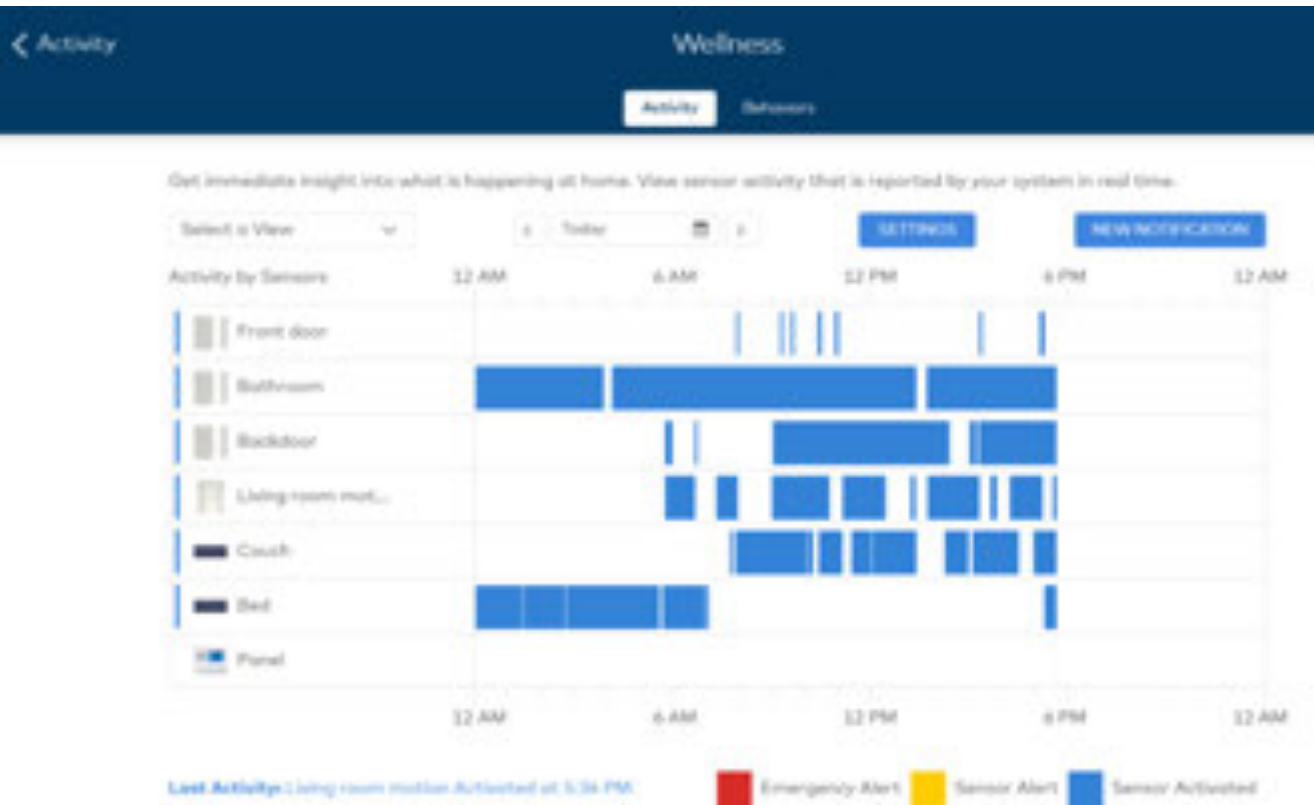 Activity
Wellness
Activity Behaviors
Get immediate insight into what is happening at home. View sensor activity that is reported by your system in real time.
Select a View Today SETTINGS NEW NOTIFICATION
Activity by Sensors 12 AM 6 AM 12 PM 6 PM 12 AM
Front door
Bathroom
Backdoor
Living room mot...
Couch
Bed
Panel
12 AM 6 AM 12 PM 6 PM 12 AM
Last Activity: Living room motion Activated at 5:36 PM Emergency Alert Sensor Alert Sensor Activated